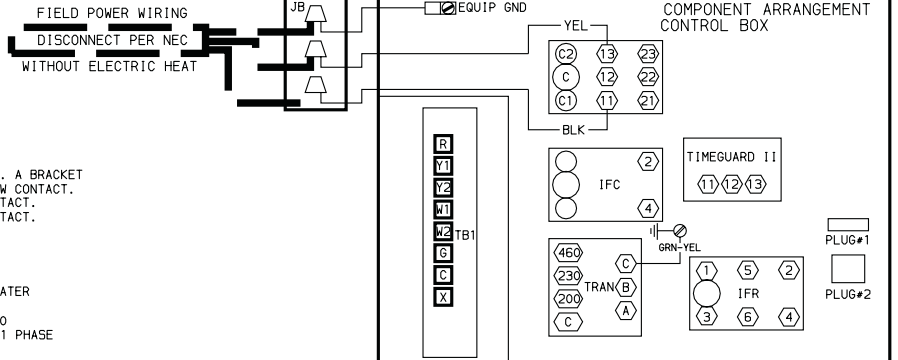 FIELD POWER WIRING
DISCONNECT PER NEC
WITHOUT ELECTRIC HEAT
JB
EQUIP GND
COMPONENT ARRANGEMENT
CONTROL BOX
YEL
C2 13 23
C 12 22
C1 11 21
BLK
. A BRACKET
W CONTACT.
TACT.
TACT.
ATER
O
1 PHASE
R
Y1
Y2
W1
W2
G
C
X
TB1
2
IFC
4
TIMEGUARD II
11 12 13
GRN-YEL
460
230
200
C
TRAN
C
B
A
1 5 2
IFR
3 6 4
PLUG#1
PLUG#2